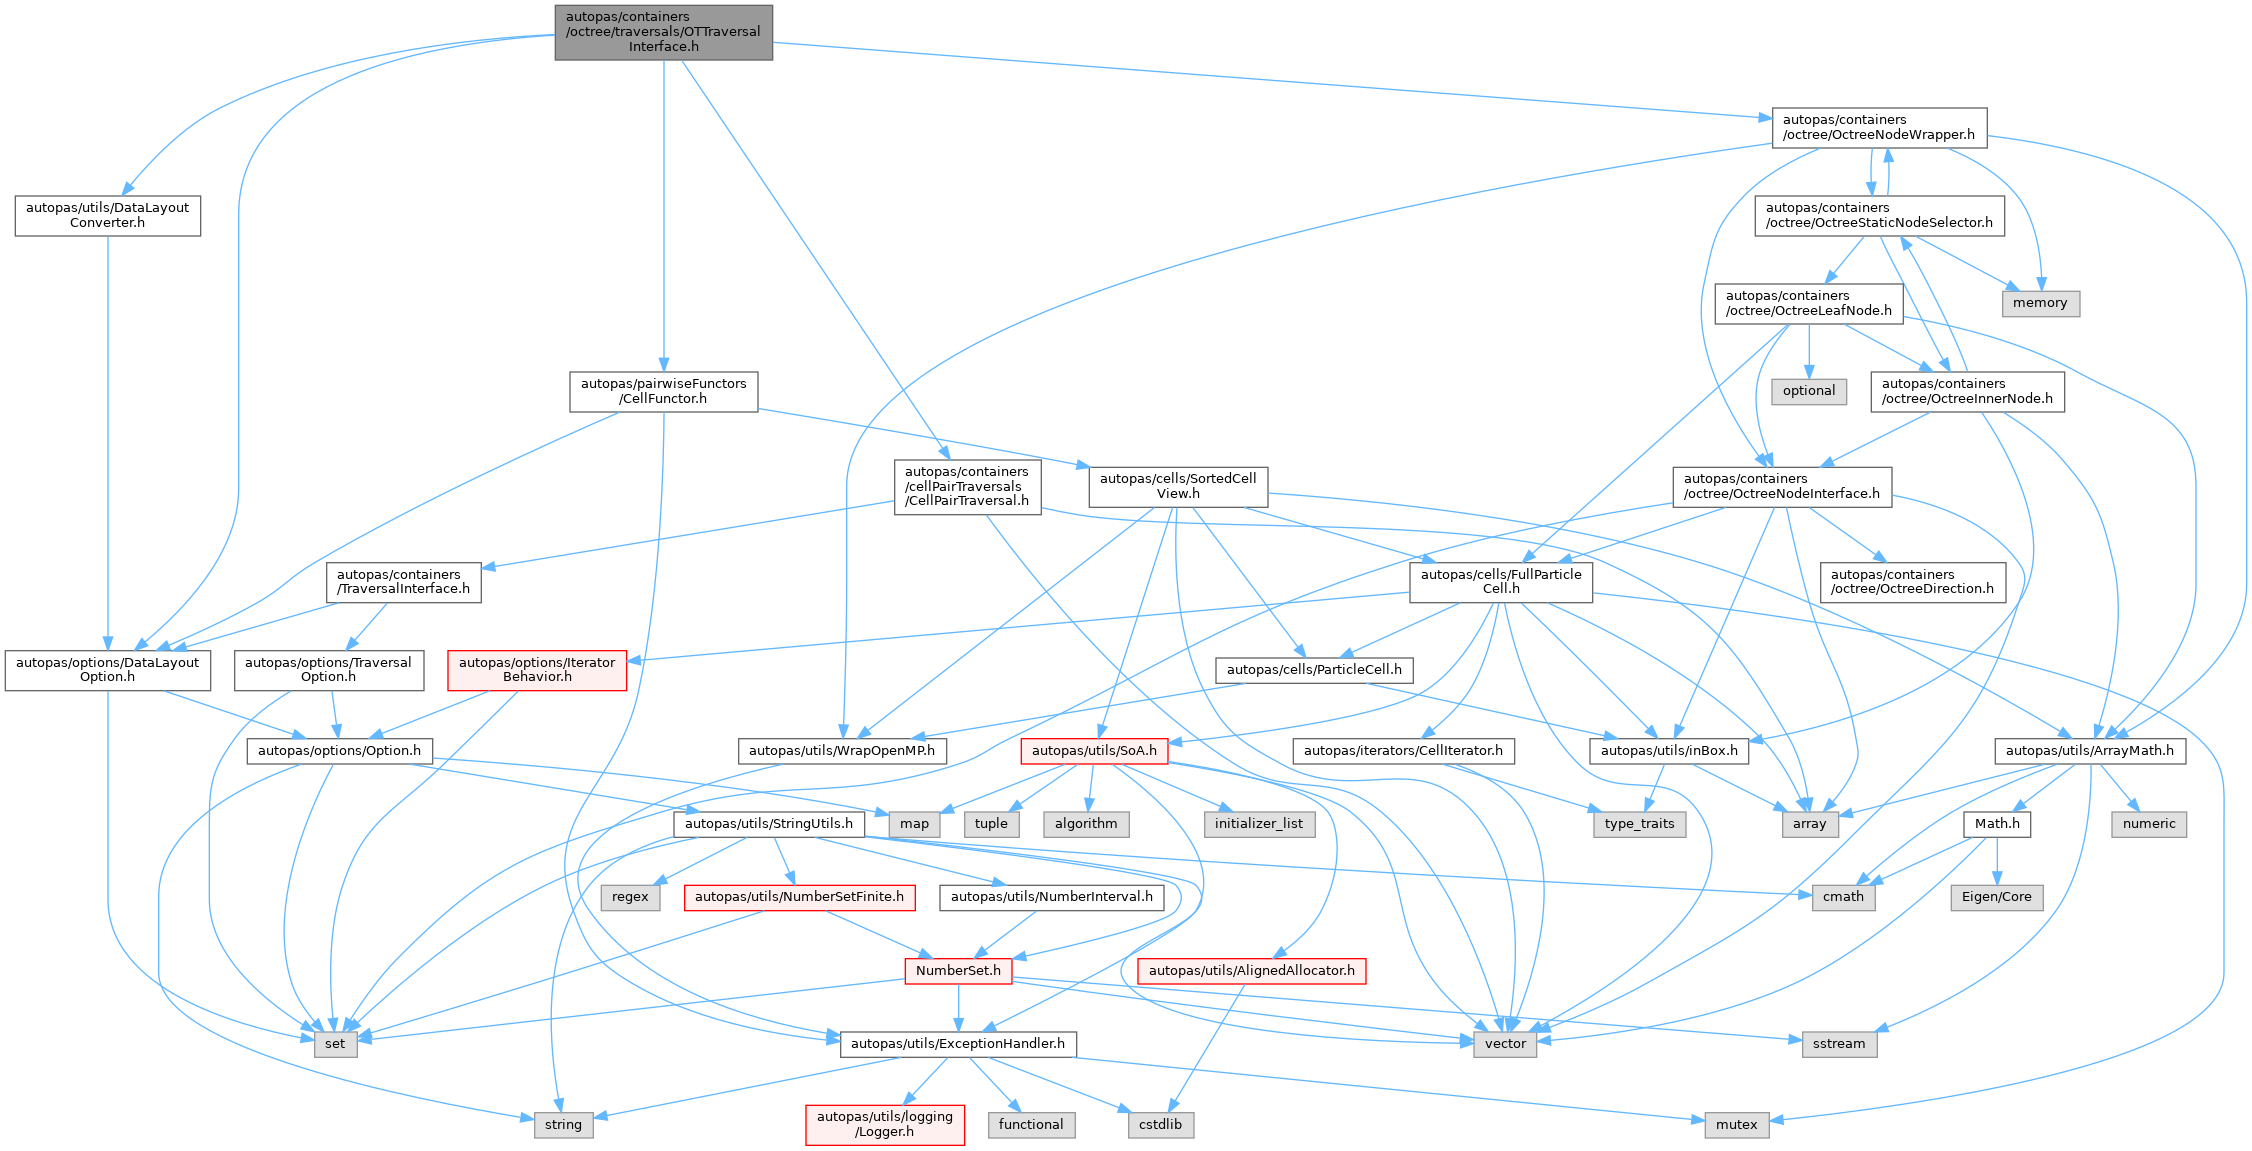 autopas/containers
/octree/traversals/OTTraversal
Interface.h
autopas/containers
/octree/OctreeNodeWrapper.h
autopas/utils/DataLayout
Converter.h
autopas/containers
/octree/OctreeStaticNodeSelector.h
autopas/containers
/octree/OctreeLeafNode.h
memory
autopas/pairwiseFunctors
/CellFunctor.h
optional
autopas/containers
/octree/OctreeInnerNode.h
autopas/containers
/cellPairTraversals
/CellPairTraversal.h
autopas/cells/SortedCell
View.h
autopas/containers
/octree/OctreeNodeInterface.h
autopas/containers
/TraversalInterface.h
autopas/cells/FullParticle
Cell.h
autopas/containers
/octree/OctreeDirection.h
autopas/options/DataLayout
Option.h
autopas/options/Traversal
Option.h
autopas/options/Iterator
Behavior.h
autopas/cells/ParticleCell.h
autopas/options/Option.h
autopas/utils/WrapOpenMP.h
autopas/utils/SoA.h
autopas/iterators/CellIterator.h
autopas/utils/inBox.h
autopas/utils/ArrayMath.h
autopas/utils/StringUtils.h
map
tuple
algorithm
initializer_list
type_traits
array
Math.h
numeric
regex
autopas/utils/NumberSetFinite.h
autopas/utils/NumberInterval.h
cmath
Eigen/Core
NumberSet.h
autopas/utils/AlignedAllocator.h
set
autopas/utils/ExceptionHandler.h
vector
sstream
string
autopas/utils/logging
/Logger.h
functional
cstdlib
mutex